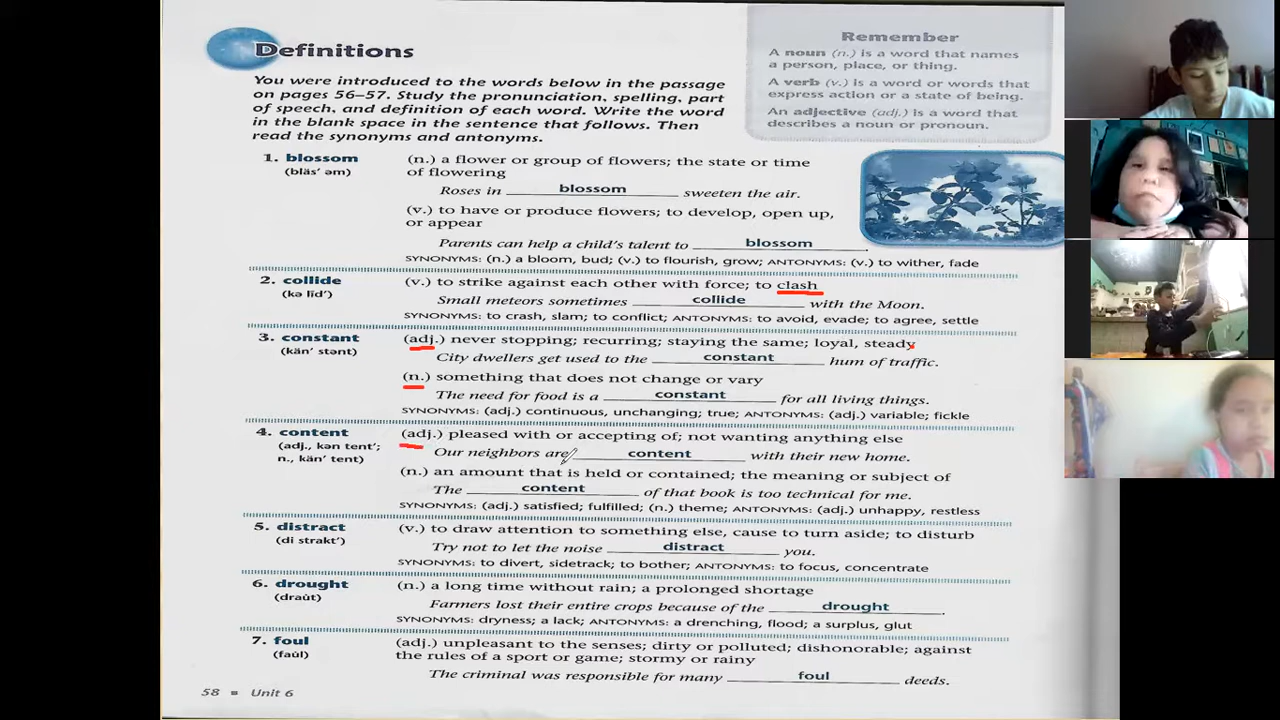 Definitions
You were introduced to the words below in the passage
on pages 56–57. Study the pronunciation, spelling, part
of speech, and definition of each word. Write the word
in the blank space in the sentence that follows. Then
read the synonyms and antonyms.
Remember
A noun (n.) is a word that names
a person, place, or thing.
A verb (v.) is a word or words that
express action or a state of being.
An adjective (adj.) is a word that
describes a noun or pronoun.
1. blossom
(bläs' əm)
(n.) a flower or group of flowers; the state or time
of flowering
Roses in blossom sweeten the air.
(v.) to have or produce flowers; to develop, open up,
or appear
Parents can help a child's talent to blossom.
SYNONYMS: (n.) a bloom, bud; (v.) to flourish, grow; ANTONYMS: (v.) to wither, fade
2. collide
(kə līd')
(v.) to strike against each other with force; to clash
Small meteors sometimes collide with the Moon.
SYNONYMS: to crash, slam; to conflict; ANTONYMS: to avoid, evade; to agree, settle
3. constant
(kän' stənt)
(adj.) never stopping; recurring; staying the same; loyal, steady
City dwellers get used to the constant hum of traffic.
(n.) something that does not change or vary
The need for food is a constant for all living things.
SYNONYMS: (adj.) continuous, unchanging; true; ANTONYMS: (adj.) variable; fickle
4. content
(adj., kən tent';
n., kän' tent)
(adj.) pleased with or accepting of; not wanting anything else
Our neighbors are content with their new home.
(n.) an amount that is held or contained; the meaning or subject of
The content of that book is too technical for me.
SYNONYMS: (adj.) satisfied; fulfilled; (n.) theme; ANTONYMS: (adj.) unhappy, restless
5. distract
(di strakt')
(v.) to draw attention to something else, cause to turn aside; to disturb
Try not to let the noise distract you.
SYNONYMS: to divert, sidetrack; to bother; ANTONYMS: to focus, concentrate
6. drought
(draüt)
(n.) a long time without rain; a prolonged shortage
Farmers lost their entire crops because of the drought.
SYNONYMS: dryness; a lack; ANTONYMS: a drenching, flood; a surplus, glut
7. foul
(faül)
(adj.) unpleasant to the senses; dirty or polluted; dishonorable; against
the rules of a sport or game; stormy or rainy
The criminal was responsible for many foul deeds.
58 ■ Unit 6